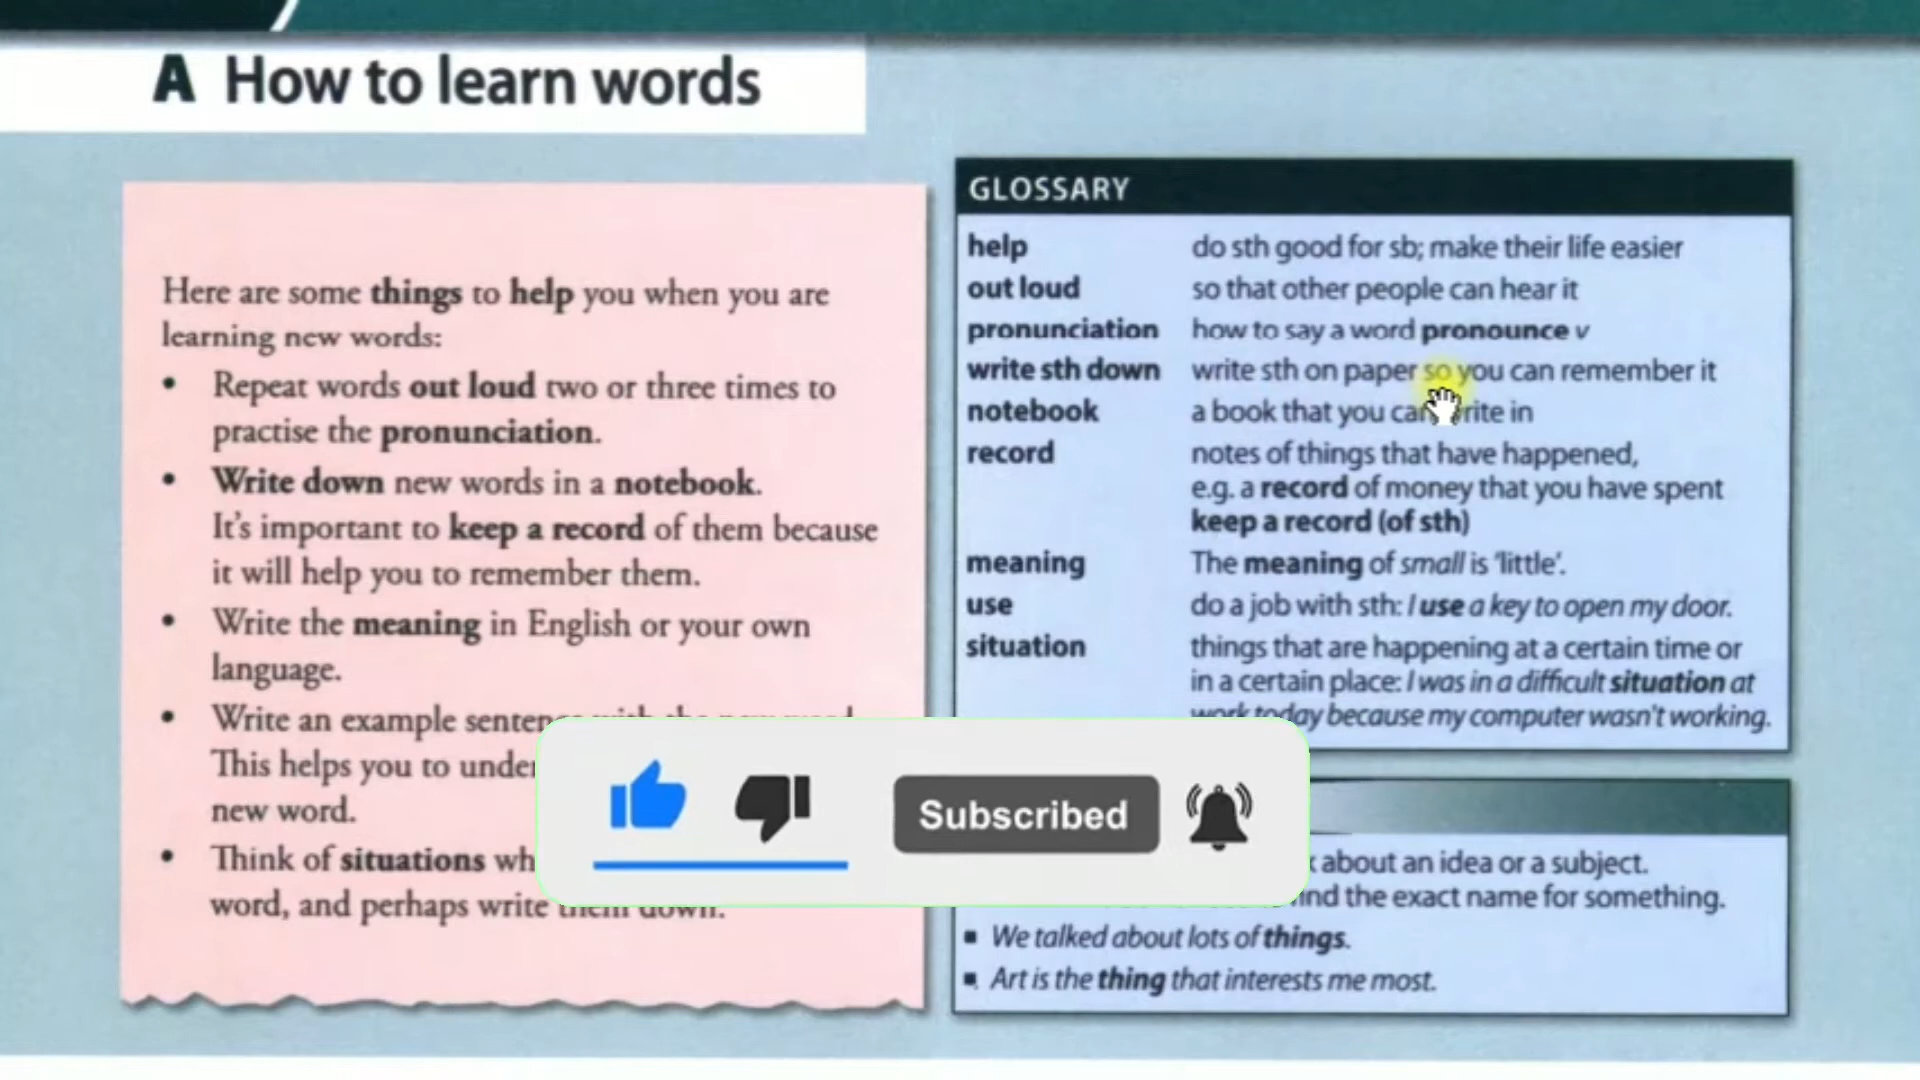 A How to learn words
Here are some things to help you when you are
learning new words:
• Repeat words out loud two or three times to
practise the pronunciation.
• Write down new words in a notebook.
It's important to keep a record of them because
it will help you to remember them.
• Write the meaning in English or your own
language.
• Write an example
This helps you to
new word.
• Think of situations
word, and perhaps write them down.
GLOSSARY
help do sth good for sb; make their life easier
out loud so that other people can hear it
pronunciation how to say a word pronounce v
write sth down write sth on paper so you can remember it
notebook a book that you can write in
record notes of things that have happened,
e.g. a record of money that you have spent
keep a record (of sth)
meaning The meaning of small is 'little'.
use do a job with sth: I use a key to open my door.
situation things that are happening at a certain time or
in a certain place: I was in a difficult situation at
work today because my computer wasn't working.
about an idea or a subject.
the exact name for something.
▪ We talked about lots of things.
▪ Art is the thing that interests me most.
Subscribed